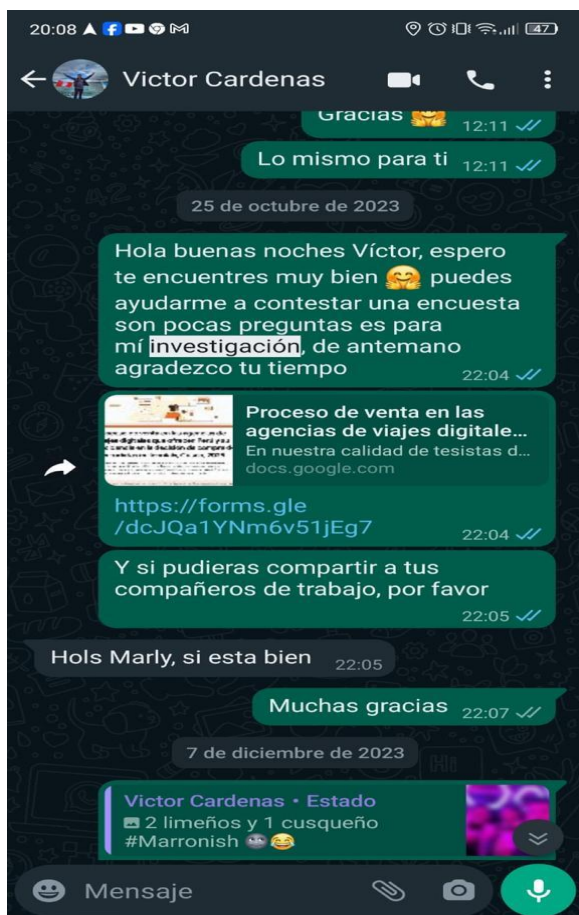 20:08
47
Victor Cardenas
Gracias 🤗 12:11
Lo mismo para ti 12:11
25 de octubre de 2023
Hola buenas noches Víctor, espero
te encuentres muy bien 🤗 puedes
ayudarme a contestar una encuesta
son pocas preguntas es para
mí investigación, de antemano
agradezco tu tiempo
22:04
Proceso de venta en las
agencias de viajes digitale...
En nuestra calidad de tesistas d...
docs.google.com
https://forms.gle
/dcJQa1YNm6v51jEg7
22:04
Y si pudieras compartir a tus
compañeros de trabajo, por favor
22:05
Hols Marly, si esta bien 22:05
Muchas gracias 22:07
7 de diciembre de 2023
Victor Cardenas • Estado
2 limeños y 1 cusqueño
#Marronish 🌚😂
Mensaje